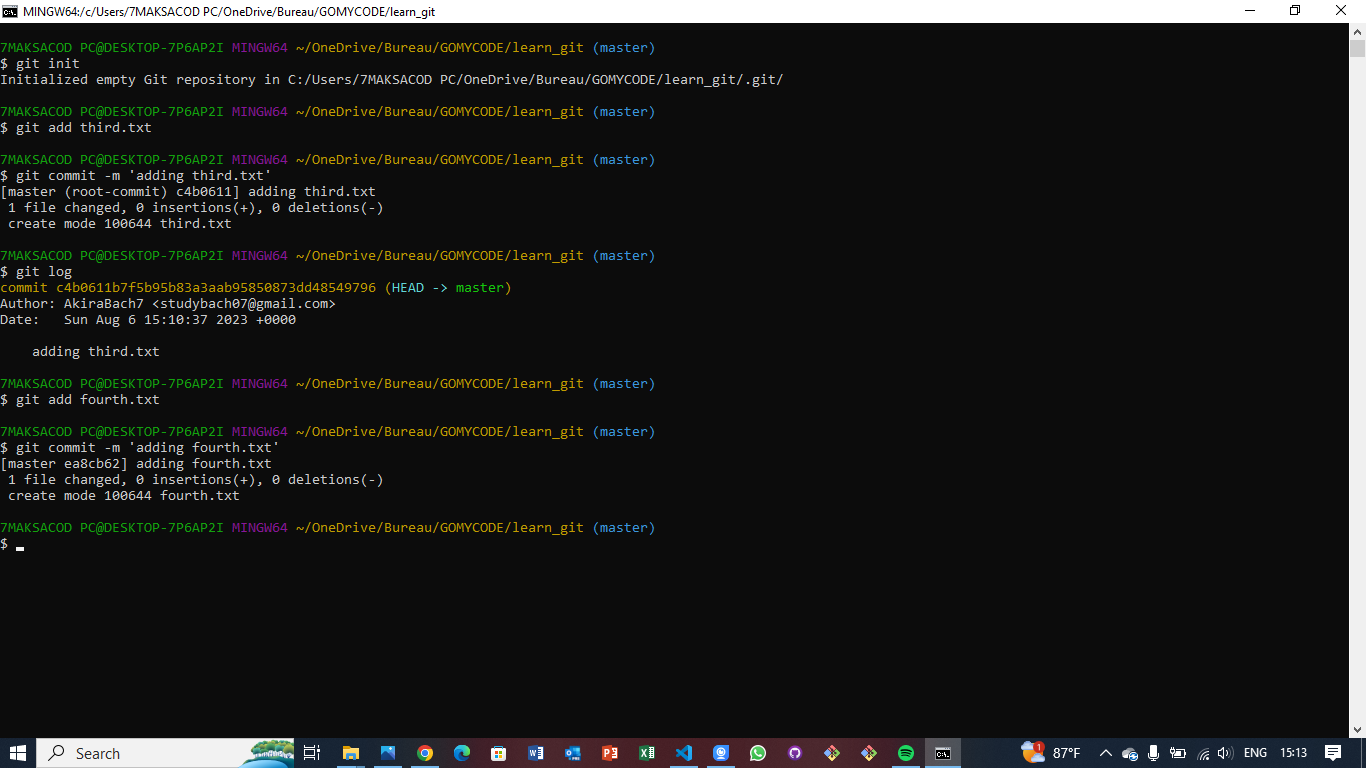 MINGW64:/c/Users/7MAKSACOD PC/OneDrive/Bureau/GOMYCODE/learn_git
7MAKSACOD PC@DESKTOP-7P6AP2I MINGW64 ~/OneDrive/Bureau/GOMYCODE/learn_git (master)
$ git init
Initialized empty Git repository in C:/Users/7MAKSACOD PC/OneDrive/Bureau/GOMYCODE/learn_git/.git/
7MAKSACOD PC@DESKTOP-7P6AP2I MINGW64 ~/OneDrive/Bureau/GOMYCODE/learn_git (master)
$ git add third.txt
7MAKSACOD PC@DESKTOP-7P6AP2I MINGW64 ~/OneDrive/Bureau/GOMYCODE/learn_git (master)
$ git commit -m 'adding third.txt'
[master (root-commit) c4b0611] adding third.txt
 1 file changed, 0 insertions(+), 0 deletions(-)
 create mode 100644 third.txt
7MAKSACOD PC@DESKTOP-7P6AP2I MINGW64 ~/OneDrive/Bureau/GOMYCODE/learn_git (master)
$ git log
commit c4b0611b7f5b95b83a3aab95850873dd48549796 (HEAD -> master)
Author: AkiraBach7 <studybach07@gmail.com>
Date:   Sun Aug 6 15:10:37 2023 +0000
    adding third.txt
7MAKSACOD PC@DESKTOP-7P6AP2I MINGW64 ~/OneDrive/Bureau/GOMYCODE/learn_git (master)
$ git add fourth.txt
7MAKSACOD PC@DESKTOP-7P6AP2I MINGW64 ~/OneDrive/Bureau/GOMYCODE/learn_git (master)
$ git commit -m 'adding fourth.txt'
[master ea8cb62] adding fourth.txt
 1 file changed, 0 insertions(+), 0 deletions(-)
 create mode 100644 fourth.txt
7MAKSACOD PC@DESKTOP-7P6AP2I MINGW64 ~/OneDrive/Bureau/GOMYCODE/learn_git (master)
$
Search
1
87°F
ENG
15:13